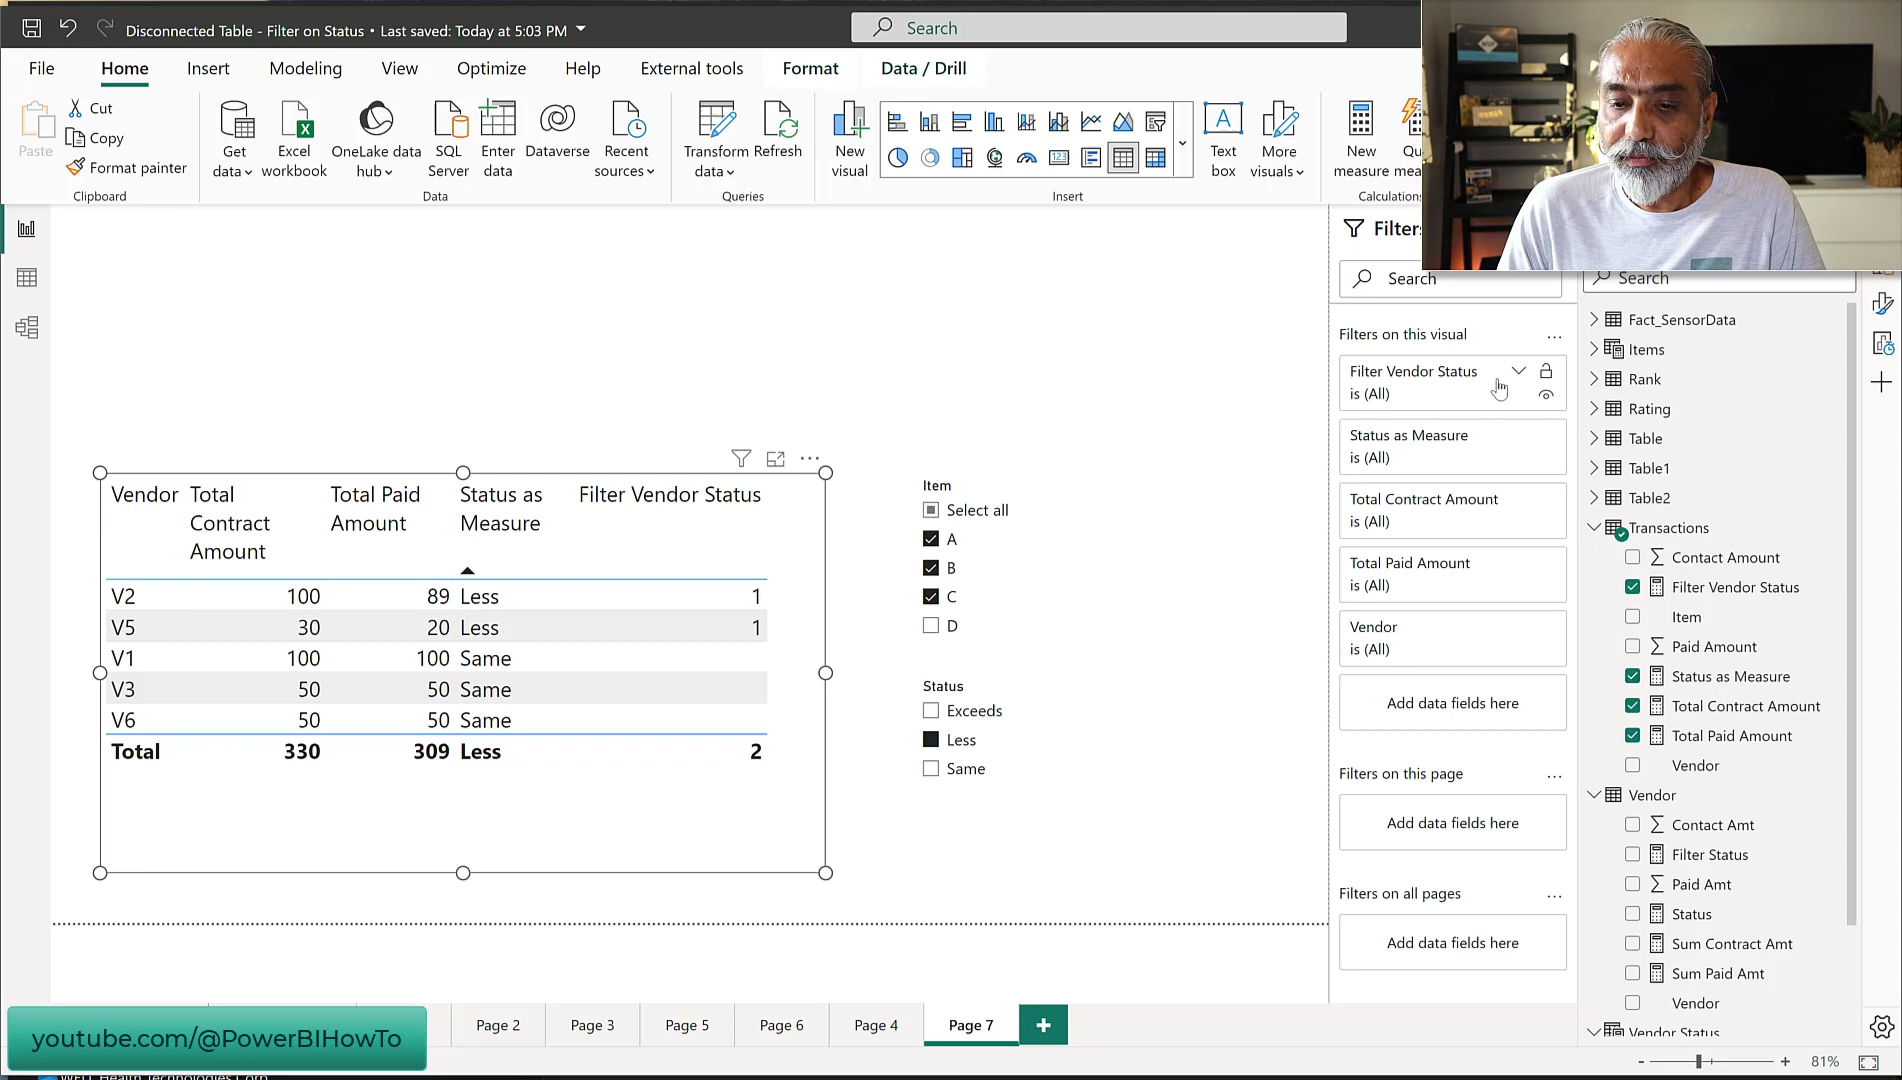 Disconnected Table - Filter on Status • Last saved: Today at 5:03 PM
Search
File
Home
Insert
Modeling
View
Optimize
Help
External tools
Format
Data / Drill
Paste
Cut
Copy
Format painter
Clipboard
Get data
Excel workbook
OneLake data hub
SQL Server
Enter data
Dataverse
Recent sources
Data
Transform data
Refresh
Queries
New visual
Text box
More visuals
Insert
New measure
Calculations
Filters
Search
Filters on this visual
Filter Vendor Status
is (All)
Status as Measure
is (All)
Total Contract Amount
is (All)
Total Paid Amount
is (All)
Vendor
is (All)
Add data fields here
Filters on this page
Add data fields here
Filters on all pages
Add data fields here
Search
Fact_SensorData
Items
Rank
Rating
Table
Table1
Table2
Transactions
Contact Amount
Filter Vendor Status
Item
Paid Amount
Status as Measure
Total Contract Amount
Total Paid Amount
Vendor
Vendor
Contact Amt
Filter Status
Paid Amt
Status
Sum Contract Amt
Sum Paid Amt
Vendor
Vendor Status
Vendor Total Contract Amount Total Paid Amount Status as Measure Filter Vendor Status
V2 100 89 Less 1
V5 30 20 Less 1
V1 100 100 Same
V3 50 50 Same
V6 50 50 Same
Total 330 309 Less 2
Item
Select all
A
B
C
D
Status
Exceeds
Less
Same
youtube.com/@PowerBIHowTo
Page 2
Page 3
Page 5
Page 6
Page 4
Page 7
81%